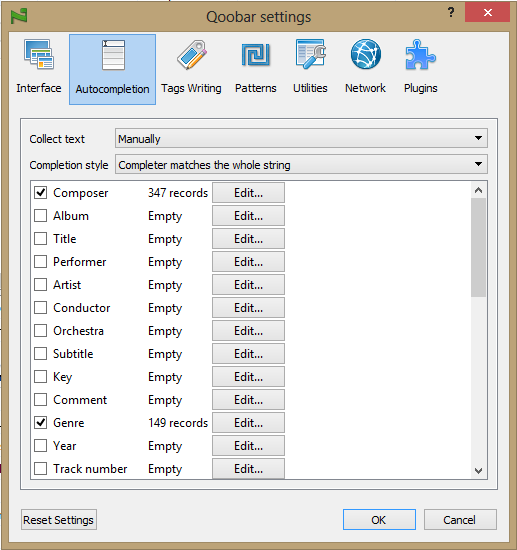 Qoobar settings
?
Interface Autocompletion Tags Writing Patterns Utilities Network Plugins
Collect text Manually
Completion style Completer matches the whole string
Composer 347 records Edit...
Album Empty Edit...
Title Empty Edit...
Performer Empty Edit...
Artist Empty Edit...
Conductor Empty Edit...
Orchestra Empty Edit...
Subtitle Empty Edit...
Key Empty Edit...
Comment Empty Edit...
Genre 149 records Edit...
Year Empty Edit...
Track number Empty Edit...
Reset Settings OK Cancel